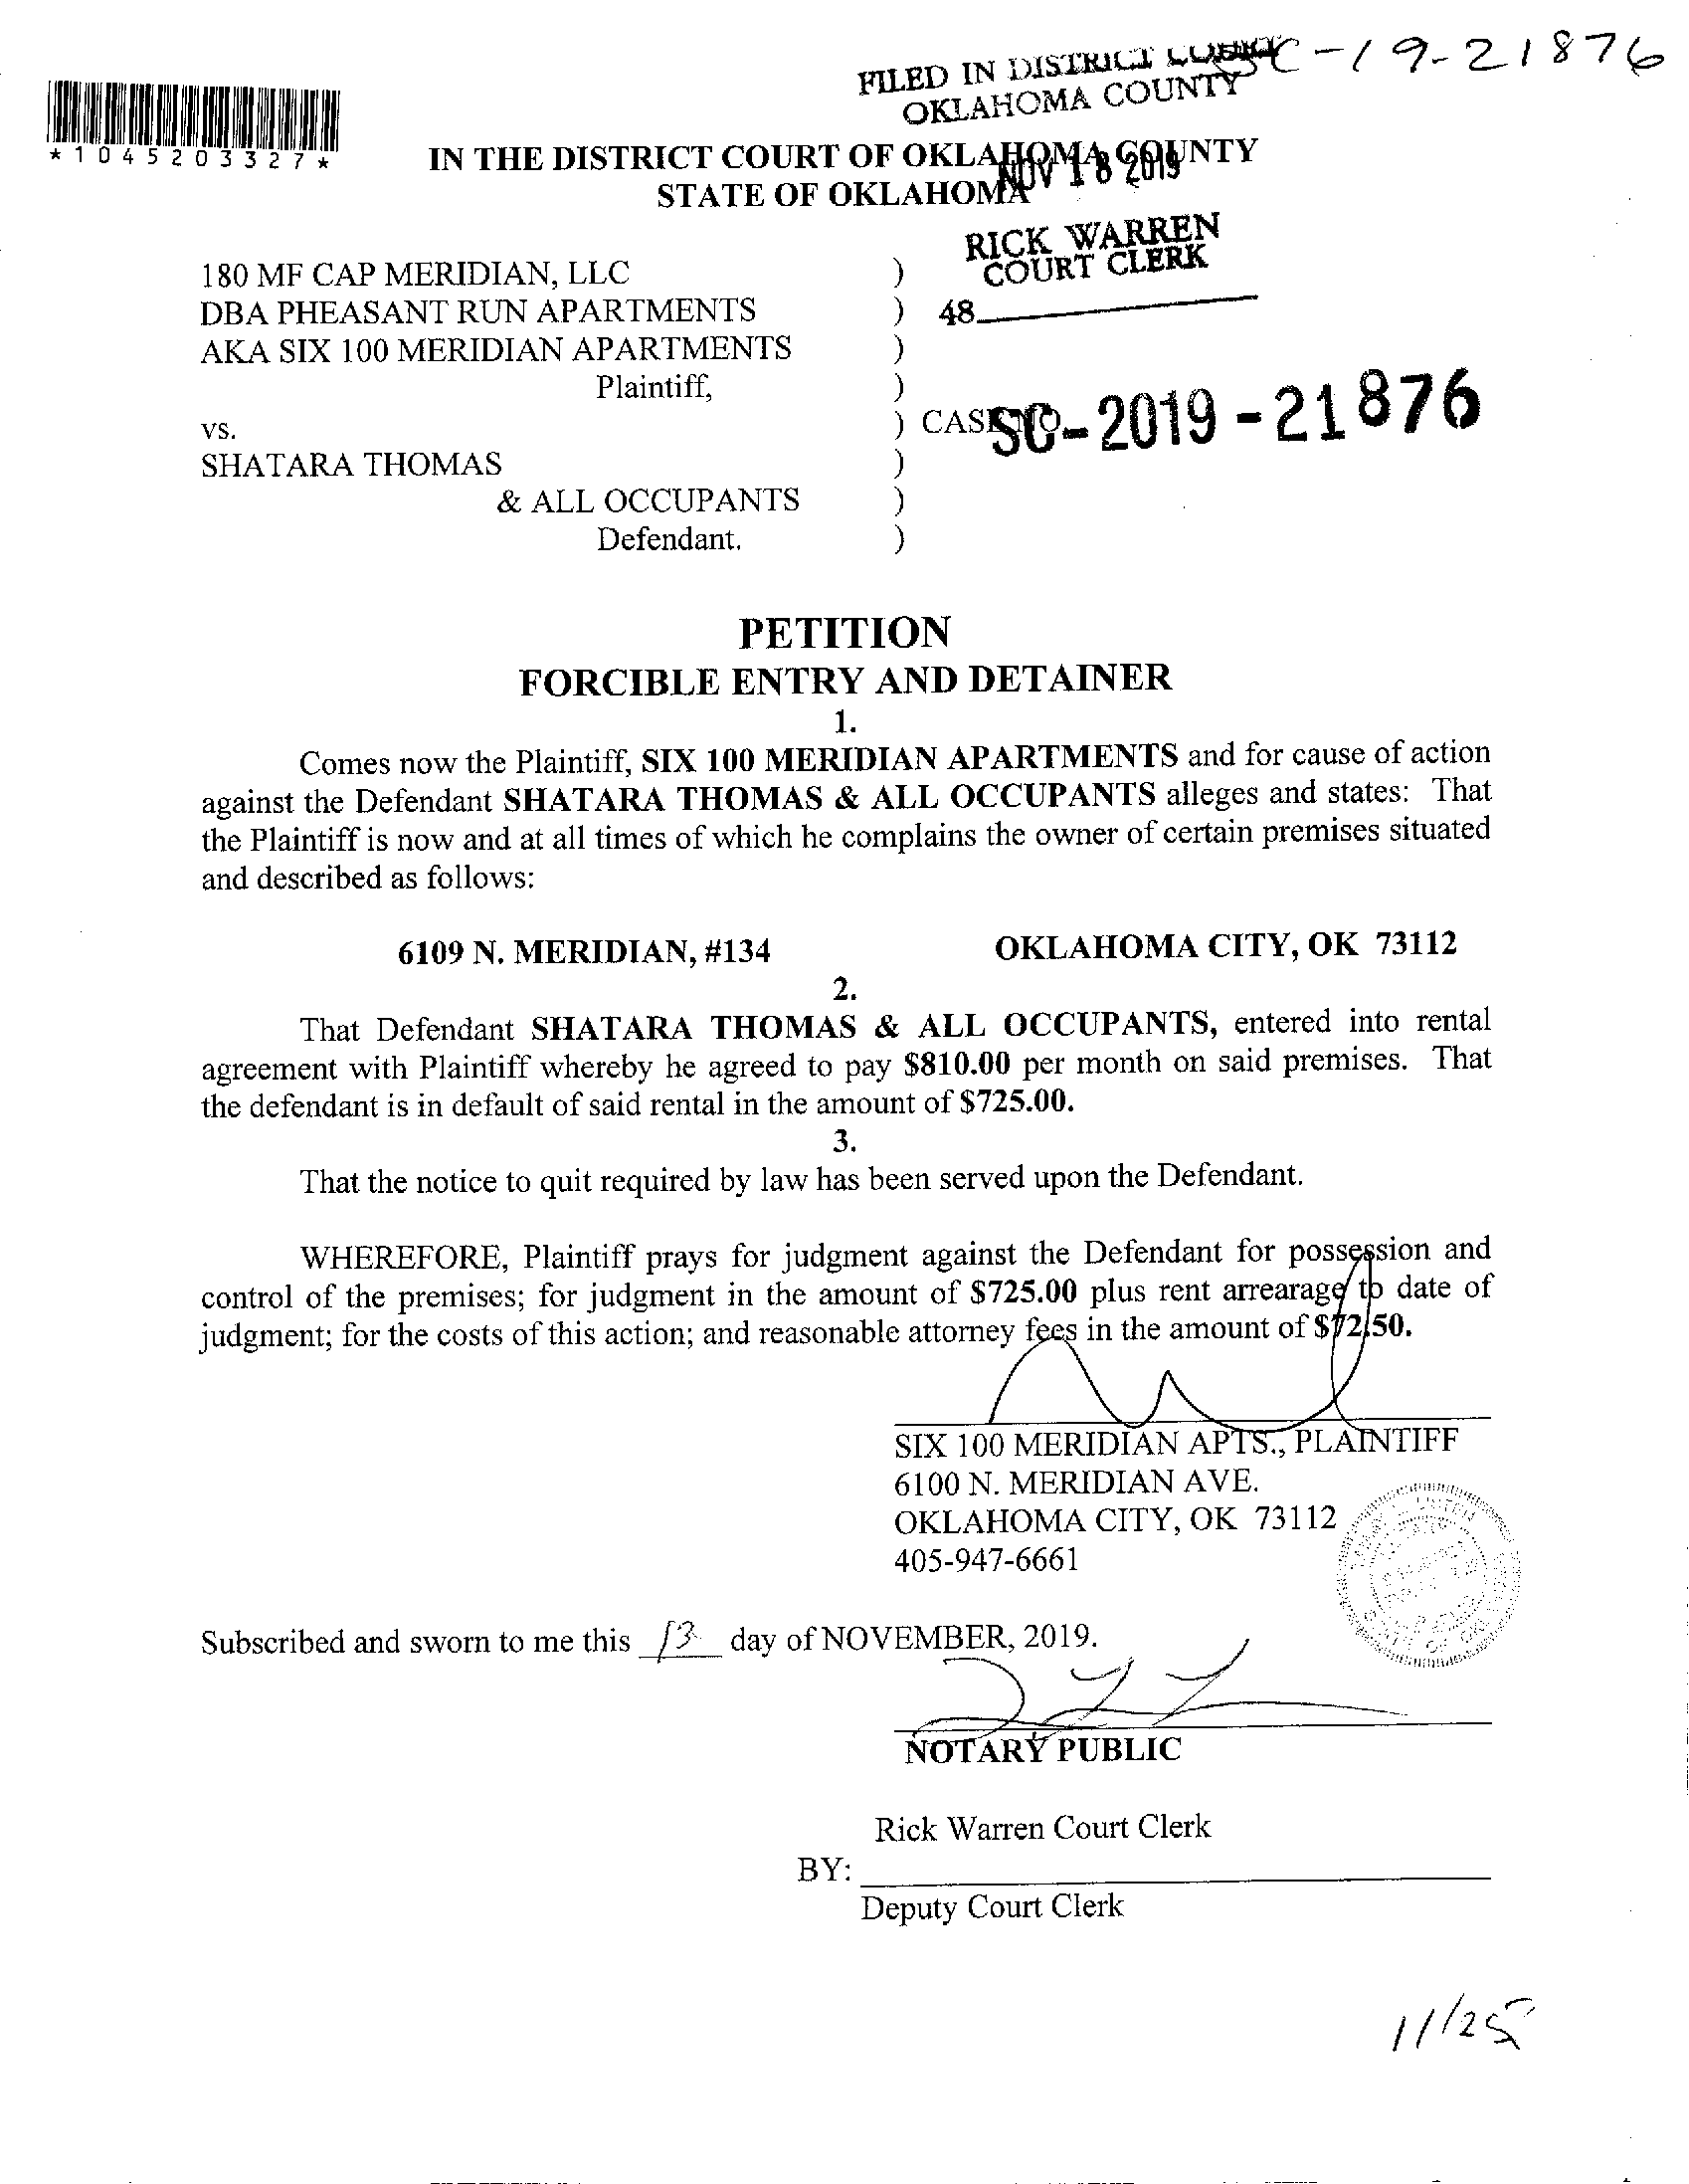 SC-19-21876
FILED IN DISTRICT COURT
OKLAHOMA COUNTY
*1045203327*
IN THE DISTRICT COURT OF OKLAHOMA COUNTY
NOV 18 2019
STATE OF OKLAHOMA
RICK WARREN
COURT CLERK
180 MF CAP MERIDIAN, LLC )
DBA PHEASANT RUN APARTMENTS ) 48
AKA SIX 100 MERIDIAN APARTMENTS )
Plaintiff, )
vs. ) CASE NO. SC-2019-21876
SHATARA THOMAS )
& ALL OCCUPANTS )
Defendant. )
PETITION
FORCIBLE ENTRY AND DETAINER
1.
Comes now the Plaintiff, SIX 100 MERIDIAN APARTMENTS and for cause of action
against the Defendant SHATARA THOMAS & ALL OCCUPANTS alleges and states: That
the Plaintiff is now and at all times of which he complains the owner of certain premises situated
and described as follows:
6109 N. MERIDIAN, #134 OKLAHOMA CITY, OK 73112
2.
That Defendant SHATARA THOMAS & ALL OCCUPANTS, entered into rental
agreement with Plaintiff whereby he agreed to pay $810.00 per month on said premises. That
the defendant is in default of said rental in the amount of $725.00.
3.
That the notice to quit required by law has been served upon the Defendant.
WHEREFORE, Plaintiff prays for judgment against the Defendant for possession and
control of the premises; for judgment in the amount of $725.00 plus rent arrearage to date of
judgment; for the costs of this action; and reasonable attorney fees in the amount of $72.50.
SIX 100 MERIDIAN APTS., PLAINTIFF
6100 N. MERIDIAN AVE.
OKLAHOMA CITY, OK 73112
405-947-6661
Subscribed and sworn to me this 13 day of NOVEMBER, 2019.
NOTARY PUBLIC
Rick Warren Court Clerk
BY:
Deputy Court Clerk
11/25